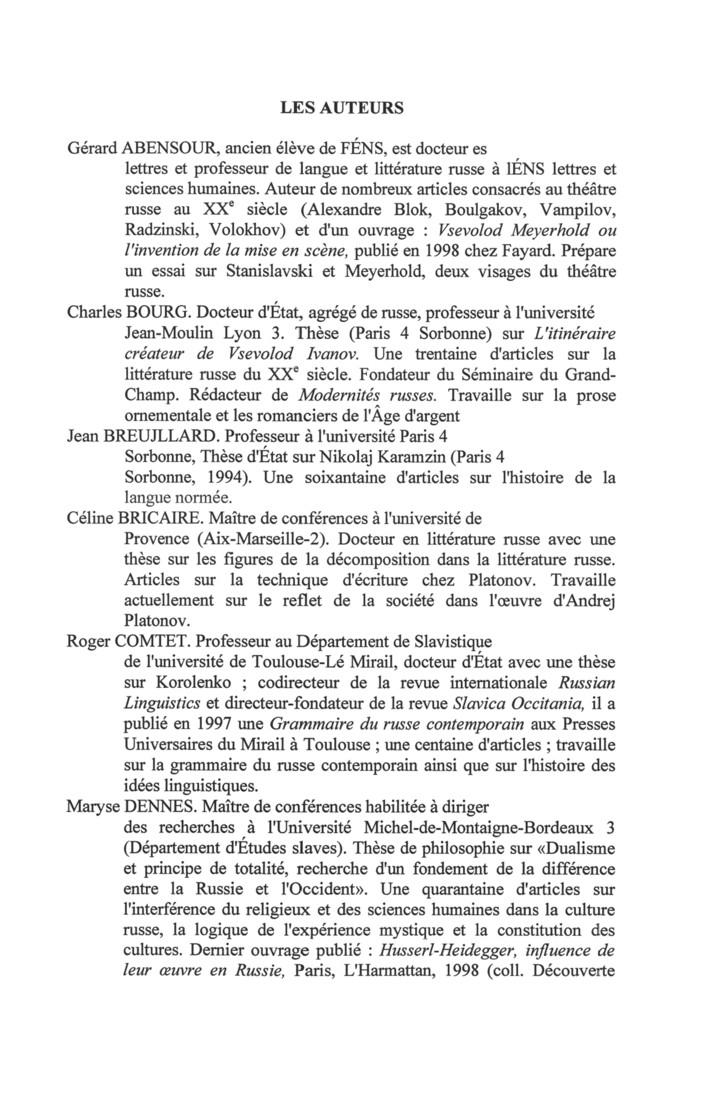 LES AUTEURS
Gérard ABENSOUR, ancien élève de FÉNS, est docteur es
lettres et professeur de langue et littérature russe à lÉNS lettres et
sciences humaines. Auteur de nombreux articles consacrés au théâtre
russe au XXe siècle (Alexandre Blok, Boulgakov, Vampilov,
Radzinski, Volokhov) et d'un ouvrage : Vsevolod Meyerhold ou
l'invention de la mise en scène, publié en 1998 chez Fayard. Prépare
un essai sur Stanislavski et Meyerhold, deux visages du théâtre
russe.
Charles BOURG. Docteur d'État, agrégé de russe, professeur à l'université
Jean-Moulin Lyon 3. Thèse (Paris 4 Sorbonne) sur L'itinéraire
créateur de Vsevolod Ivanov. Une trentaine d'articles sur la
littérature russe du XXe siècle. Fondateur du Séminaire du Grand-
Champ. Rédacteur de Modernités russes. Travaille sur la prose
ornementale et les romanciers de l'Âge d'argent
Jean BREUJLLARD. Professeur à l'université Paris 4
Sorbonne, Thèse d'État sur Nikolaj Karamzin (Paris 4
Sorbonne, 1994). Une soixantaine d'articles sur l'histoire de la
langue normée.
Céline BRICAIRE. Maître de conférences à l'université de
Provence (Aix-Marseille-2). Docteur en littérature russe avec une
thèse sur les figures de la décomposition dans la littérature russe.
Articles sur la technique d'écriture chez Platonov. Travaille
actuellement sur le reflet de la société dans l'œuvre d'Andrej
Platonov.
Roger COMTET. Professeur au Département de Slavistique
de l'université de Toulouse-Lé Mirail, docteur d'État avec une thèse
sur Korolenko ; codirecteur de la revue internationale Russian
Linguistics et directeur-fondateur de la revue Slavica Occitania, il a
publié en 1997 une Grammaire du russe contemporain aux Presses
Universaires du Mirail à Toulouse ; une centaine d'articles ; travaille
sur la grammaire du russe contemporain ainsi que sur l'histoire des
idées linguistiques.
Maryse DENNES. Maître de conférences habilitée à diriger
des recherches à l'Université Michel-de-Montaigne-Bordeaux 3
(Département d'Études slaves). Thèse de philosophie sur «Dualisme
et principe de totalité, recherche d'un fondement de la différence
entre la Russie et l'Occident». Une quarantaine d'articles sur
l'interférence du religieux et des sciences humaines dans la culture
russe, la logique de l'expérience mystique et la constitution des
cultures. Dernier ouvrage publié : Husserl-Heidegger, influence de
leur œuvre en Russie, Paris, L'Harmattan, 1998 (coll. Découverte